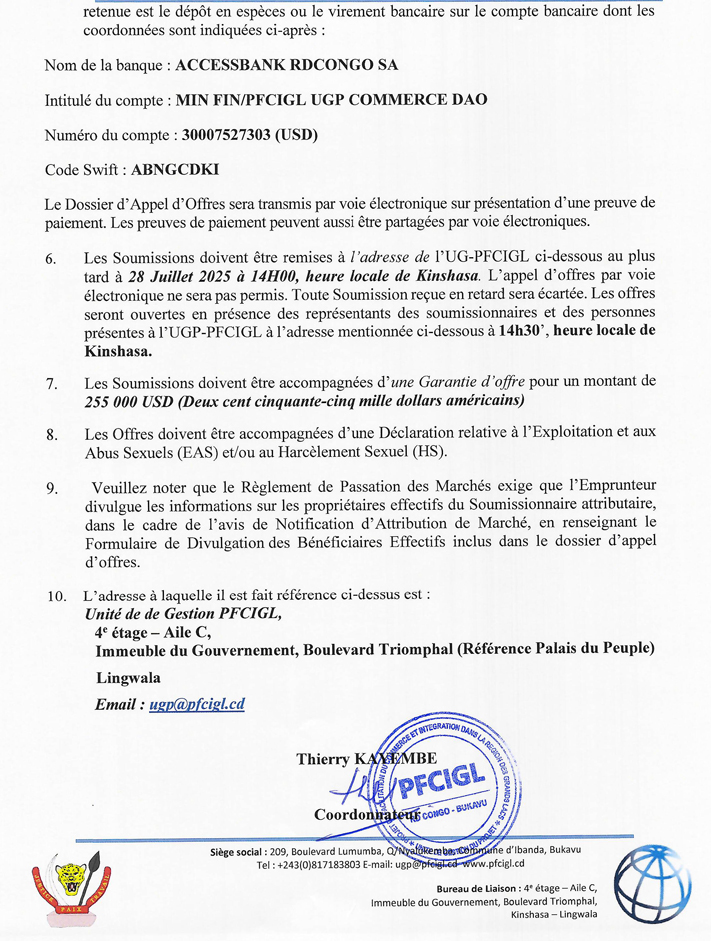 retenue est le dépôt en espèces ou le virement bancaire sur le compte bancaire dont les
coordonnées sont indiquées ci-après :
Nom de la banque : ACCESSBANK RDCONGO SA
Intitulé du compte : MIN FIN/PFCIGL UGP COMMERCE DAO
Numéro du compte : 30007527303 (USD)
Code Swift : ABNGCDKI
Le Dossier d'Appel d'Offres sera transmis par voie électronique sur présentation d'une preuve de
paiement. Les preuves de paiement peuvent aussi être partagées par voie électroniques.
6. Les Soumissions doivent être remises à l'adresse de l'UG-PFCIGL ci-dessous au plus
tard à 28 Juillet 2025 à 14H00, heure locale de Kinshasa. L'appel d'offres par voie
électronique ne sera pas permis. Toute Soumission reçue en retard sera écartée. Les offres
seront ouvertes en présence des représentants des soumissionnaires et des personnes
présentes à l'UGP-PFCIGL à l'adresse mentionnée ci-dessous à 14h30', heure locale de
Kinshasa.
7. Les Soumissions doivent être accompagnées d'une Garantie d'offre pour un montant de
255 000 USD (Deux cent cinquante-cinq mille dollars américains)
8. Les Offres doivent être accompagnées d'une Déclaration relative à l'Exploitation et aux
Abus Sexuels (EAS) et/ou au Harcèlement Sexuel (HS).
9. Veuillez noter que le Règlement de Passation des Marchés exige que l'Emprunteur
divulgue les informations sur les propriétaires effectifs du Soumissionnaire attributaire,
dans le cadre de l'avis de Notification d'Attribution de Marché, en renseignant le
Formulaire de Divulgation des Bénéficiaires Effectifs inclus dans le dossier d'appel
d'offres.
10. L'adresse à laquelle il est fait référence ci-dessus est :
Unité de de Gestion PFCIGL,
4e étage – Aile C,
Immeuble du Gouvernement, Boulevard Triomphal (Référence Palais du Peuple)
Lingwala
Email : ugp@pfcigl.cd
Thierry KAYEMBE
PFCIGL
RD CONGO - BUKAVU
COMMERCE ET INTEGRATION DANS LA REGION DES GRANDS LACS
Coordonnateur
Siège social : 209, Boulevard Lumumba, Q/Nyalukemba, Commune d'Ibanda, Bukavu
Tel : +243(0)817183803 E-mail: ugp@pfcigl.cd www.pfcigl.cd
Bureau de Liaison : 4e étage – Aile C,
Immeuble du Gouvernement, Boulevard Triomphal,
Kinshasa – Lingwala
JUSTICE PAIX TRAVAIL